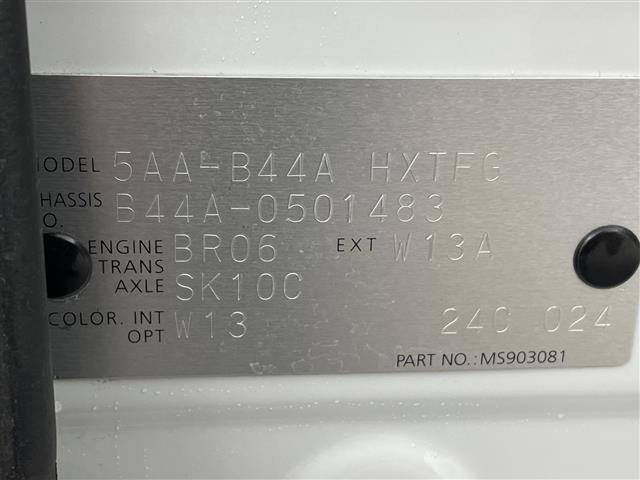 MODEL 5AA-B44A HXTFG
CHASSIS NO. B44A-0501483
ENGINE BR06 EXT W13A
TRANS AXLE SK10C
COLOR. INT OPT W13 24C 024
PART NO.: MS903081